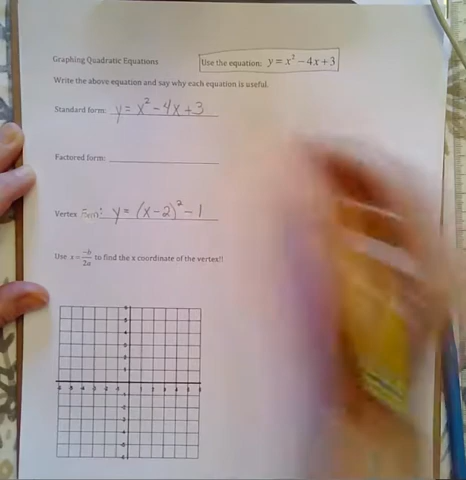 Graphing Quadratic Equations
Use the equation: y = x² − 4x + 3
Write the above equation and say why each equation is useful.
Standard form: y = x² − 4x + 3
Factored form:
Vertex y = (x − 2)² − 1
Use x = −b/2a to find the x coordinate of the vertex!!